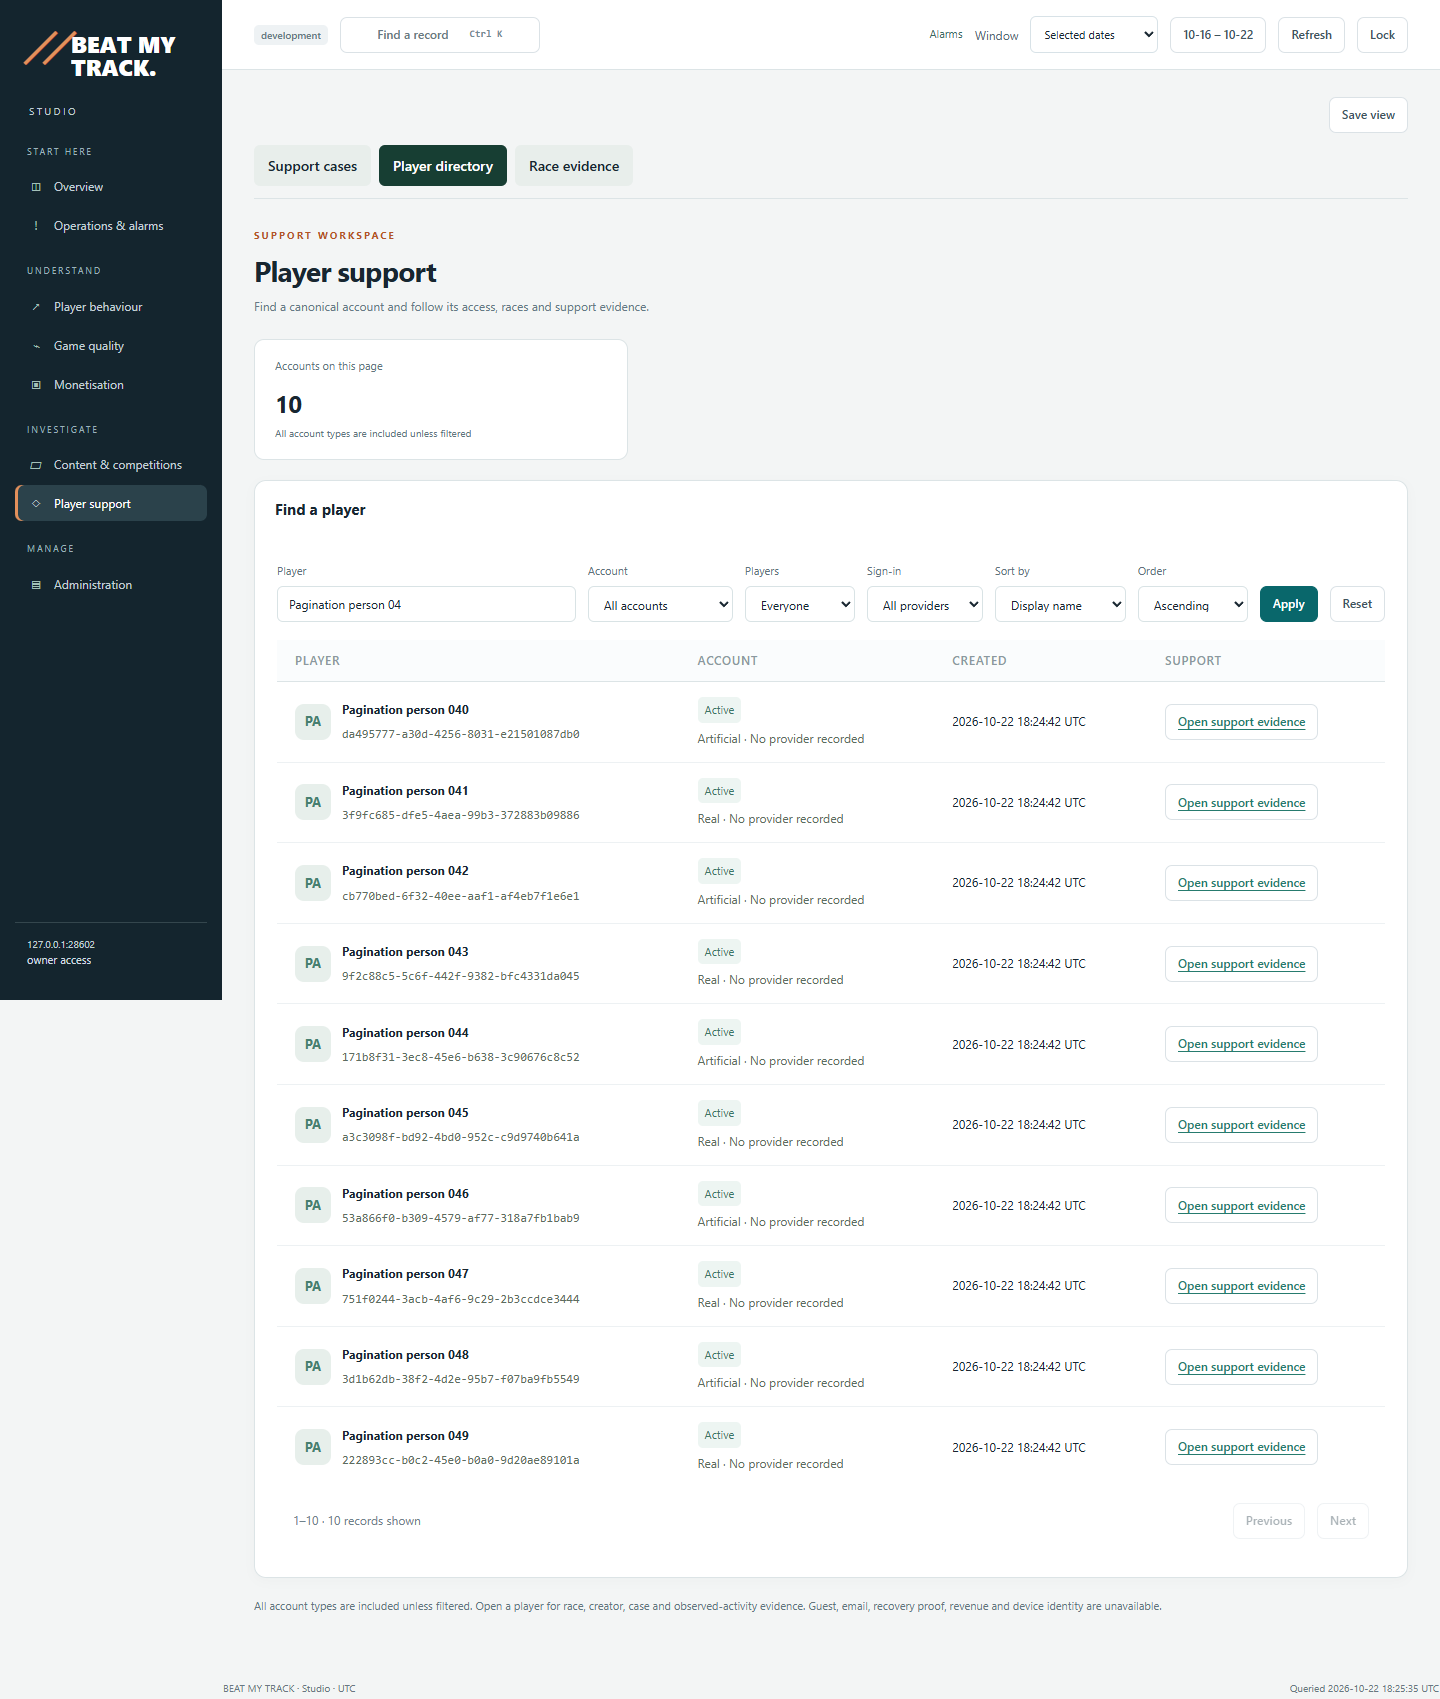 BEAT MY
TRACK.
STUDIO
START HERE
Overview
! Operations & alarms
UNDERSTAND
Player behaviour
Game quality
Monetisation
INVESTIGATE
Content & competitions
Player support
MANAGE
Administration
127.0.0.1:28602
owner access
development
Find a record Ctrl K
Alarms
Window
Selected dates
10-16 – 10-22
Refresh
Lock
Save view
Support cases
Player directory
Race evidence
SUPPORT WORKSPACE
Player support
Find a canonical account and follow its access, races and support evidence.
Accounts on this page
10
All account types are included unless filtered
Find a player
Player Account Players Sign-in Sort by Order
Pagination person 04 All accounts Everyone All providers Display name Ascending Apply Reset
PLAYER ACCOUNT CREATED SUPPORT
PA Pagination person 040 Active
da495777-a30d-4256-8031-e21501087db0 Artificial · No provider recorded 2026-10-22 18:24:42 UTC Open support evidence
PA Pagination person 041 Active
3f9fc685-dfe5-4aea-99b3-372883b09886 Real · No provider recorded 2026-10-22 18:24:42 UTC Open support evidence
PA Pagination person 042 Active
cb770bed-6f32-40ee-aaf1-af4eb7f1e6e1 Artificial · No provider recorded 2026-10-22 18:24:42 UTC Open support evidence
PA Pagination person 043 Active
9f2c88c5-5c6f-442f-9382-bfc4331da045 Real · No provider recorded 2026-10-22 18:24:42 UTC Open support evidence
PA Pagination person 044 Active
171b8f31-3ec8-45e6-b638-3c90676c8c52 Artificial · No provider recorded 2026-10-22 18:24:42 UTC Open support evidence
PA Pagination person 045 Active
a3c3098f-bd92-4bd0-952c-c9d9740b641a Real · No provider recorded 2026-10-22 18:24:42 UTC Open support evidence
PA Pagination person 046 Active
53a866f0-b309-4579-af77-318a7fb1bab9 Artificial · No provider recorded 2026-10-22 18:24:42 UTC Open support evidence
PA Pagination person 047 Active
751f0244-3acb-4af6-9c29-2b3ccdce3444 Real · No provider recorded 2026-10-22 18:24:42 UTC Open support evidence
PA Pagination person 048 Active
3d1b62db-38f2-4d2e-95b7-f07ba9fb5549 Artificial · No provider recorded 2026-10-22 18:24:42 UTC Open support evidence
PA Pagination person 049 Active
222893cc-b0c2-45e0-b0a0-9d20ae89101a Real · No provider recorded 2026-10-22 18:24:42 UTC Open support evidence
1–10 · 10 records shown Previous Next
All account types are included unless filtered. Open a player for race, creator, case and observed-activity evidence. Guest, email, recovery proof, revenue and device identity are unavailable.
BEAT MY TRACK · Studio · UTC Queried 2026-10-22 18:25:35 UTC